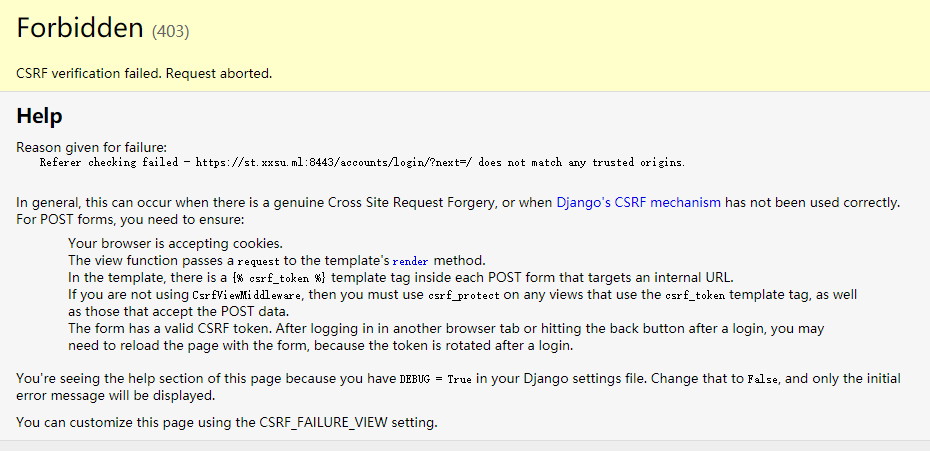 Forbidden (403)
CSRF verification failed. Request aborted.
Help
Reason given for failure:
Referer checking failed - https://st.xxsu.ml:8443/accounts/login/?next=/ does not match any trusted origins.
In general, this can occur when there is a genuine Cross Site Request Forgery, or when Django's CSRF mechanism has not been used correctly.
For POST forms, you need to ensure:
Your browser is accepting cookies.
The view function passes a request to the template's render method.
In the template, there is a {% csrf_token %} template tag inside each POST form that targets an internal URL.
If you are not using CsrfViewMiddleware, then you must use csrf_protect on any views that use the csrf_token template tag, as well
as those that accept the POST data.
The form has a valid CSRF token. After logging in in another browser tab or hitting the back button after a login, you may
need to reload the page with the form, because the token is rotated after a login.
You're seeing the help section of this page because you have DEBUG = True in your Django settings file. Change that to False, and only the initial
error message will be displayed.
You can customize this page using the CSRF_FAILURE_VIEW setting.